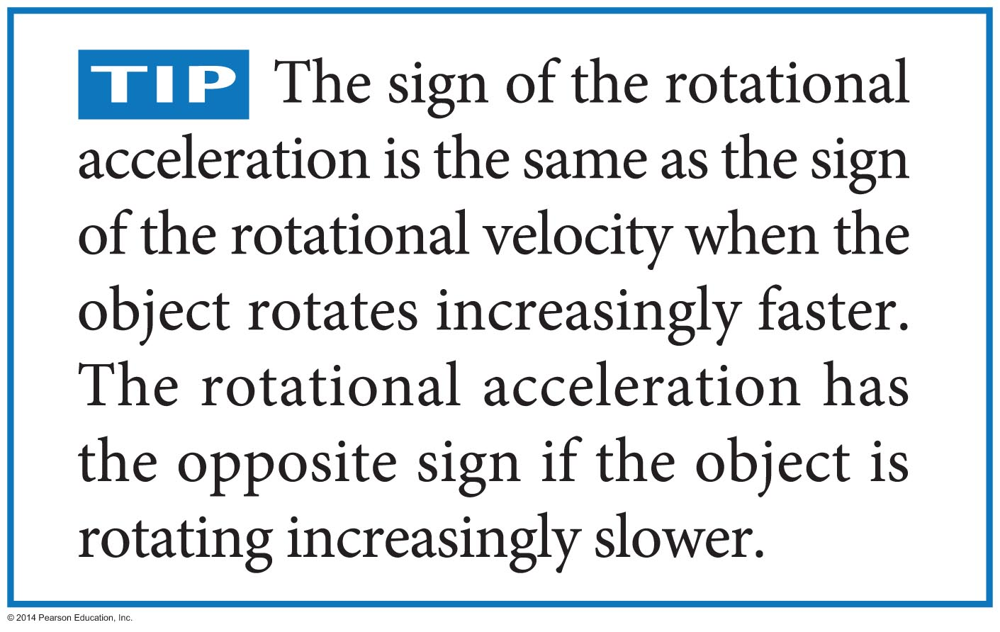 TIP The sign of the rotational
acceleration is the same as the sign
of the rotational velocity when the
object rotates increasingly faster.
The rotational acceleration has
the opposite sign if the object is
rotating increasingly slower.
© 2014 Pearson Education, Inc.